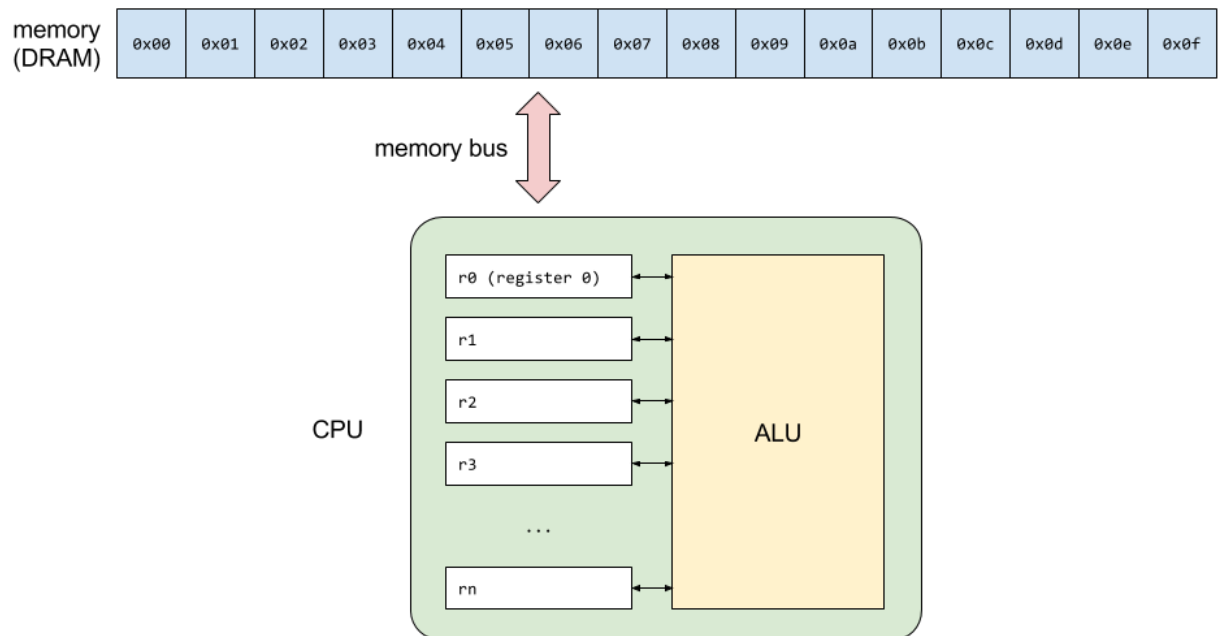 memory
(DRAM)
0x00 0x01 0x02 0x03 0x04 0x05 0x06 0x07 0x08 0x09 0x0a 0x0b 0x0c 0x0d 0x0e 0x0f
memory bus
r0 (register 0)
r1
r2
CPU
ALU
r3
...
rn